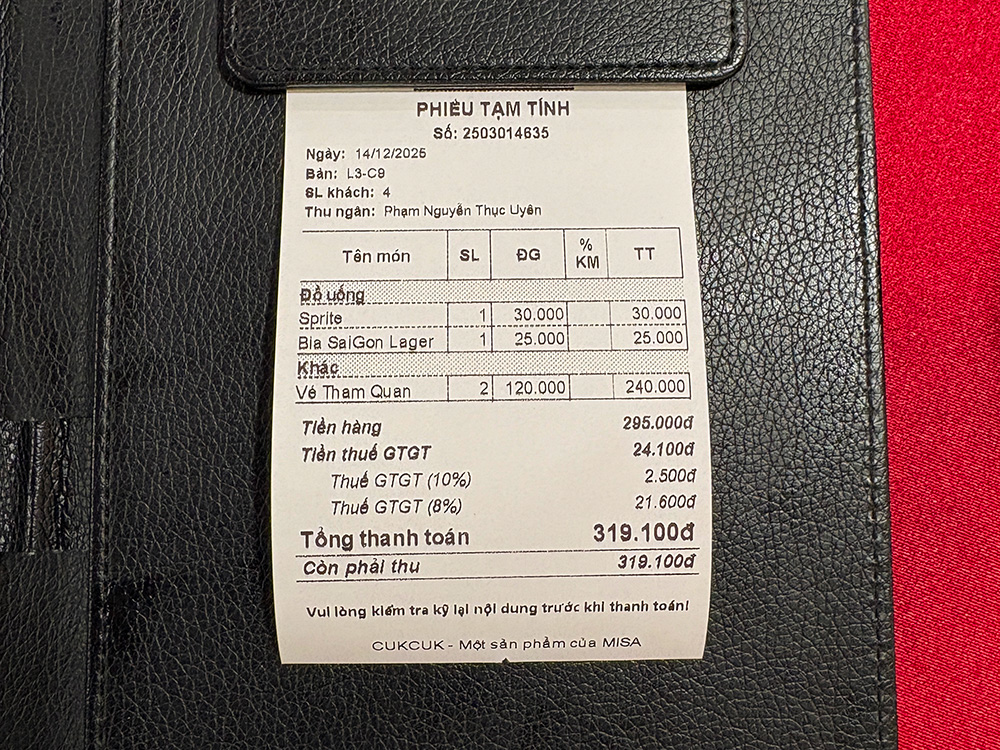 PHIẾU TẠM TÍNH
Số: 2503014635
Ngày: 14/12/2025
Bàn: L3-C9
SL khách: 4
Thu ngân: Phạm Nguyễn Thục Uyên
Tên món SL ĐG % KM TT
Đồ uống
Sprite 1 30.000 30.000
Bia SaiGon Lager 1 25.000 25.000
Khác
Vé Tham Quan 2 120.000 240.000
Tiền hàng 295.000đ
Tiền thuế GTGT 24.100đ
Thuế GTGT (10%) 2.500đ
Thuế GTGT (8%) 21.600đ
Tổng thanh toán 319.100đ
Còn phải thu 319.100đ
Vui lòng kiểm tra kỹ lại nội dung trước khi thanh toán!
CUKCUK - Một sản phẩm của MISA